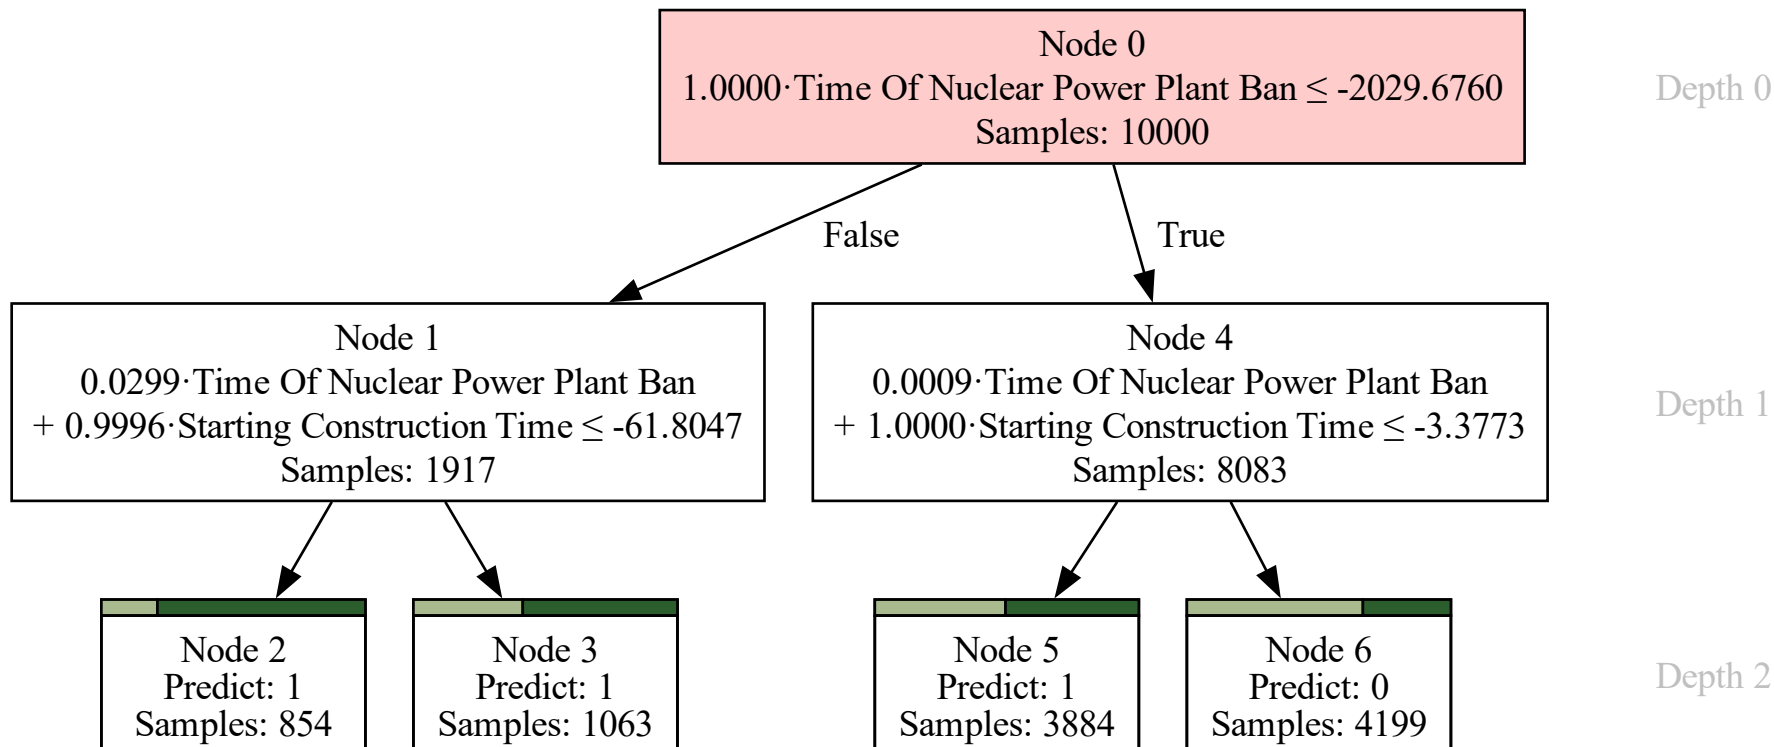 Node 0
1.0000·Time Of Nuclear Power Plant Ban ≤ -2029.6760
Samples: 10000
Depth 0
False
True
Node 1
0.0299·Time Of Nuclear Power Plant Ban
+ 0.9996·Starting Construction Time ≤ -61.8047
Samples: 1917
Node 4
0.0009·Time Of Nuclear Power Plant Ban
+ 1.0000·Starting Construction Time ≤ -3.3773
Samples: 8083
Depth 1
Node 2
Predict: 1
Samples: 854
Node 3
Predict: 1
Samples: 1063
Node 5
Predict: 1
Samples: 3884
Node 6
Predict: 0
Samples: 4199
Depth 2